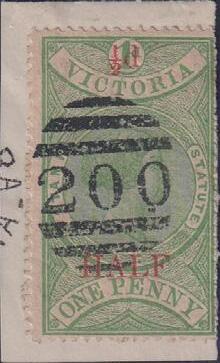 ½d
VICTORIA
STATUTE
200
HALF
ONE PENNY